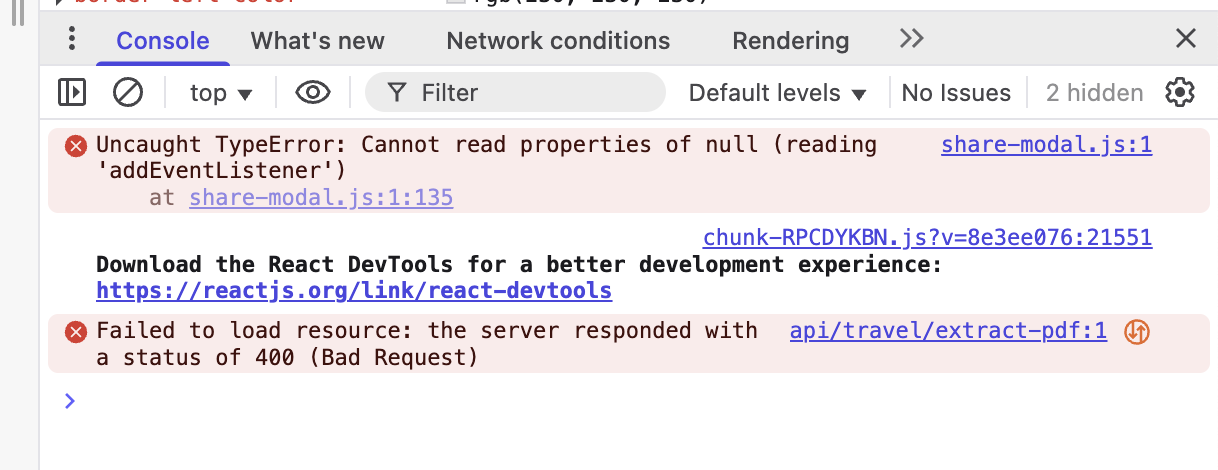 Console What's new Network conditions Rendering
top Filter Default levels No Issues 2 hidden
Uncaught TypeError: Cannot read properties of null (reading share-modal.js:1
'addEventListener')
at share-modal.js:1:135
chunk-RPCDYKBN.js?v=8e3ee076:21551
Download the React DevTools for a better development experience:
https://reactjs.org/link/react-devtools
Failed to load resource: the server responded with api/travel/extract-pdf:1
a status of 400 (Bad Request)